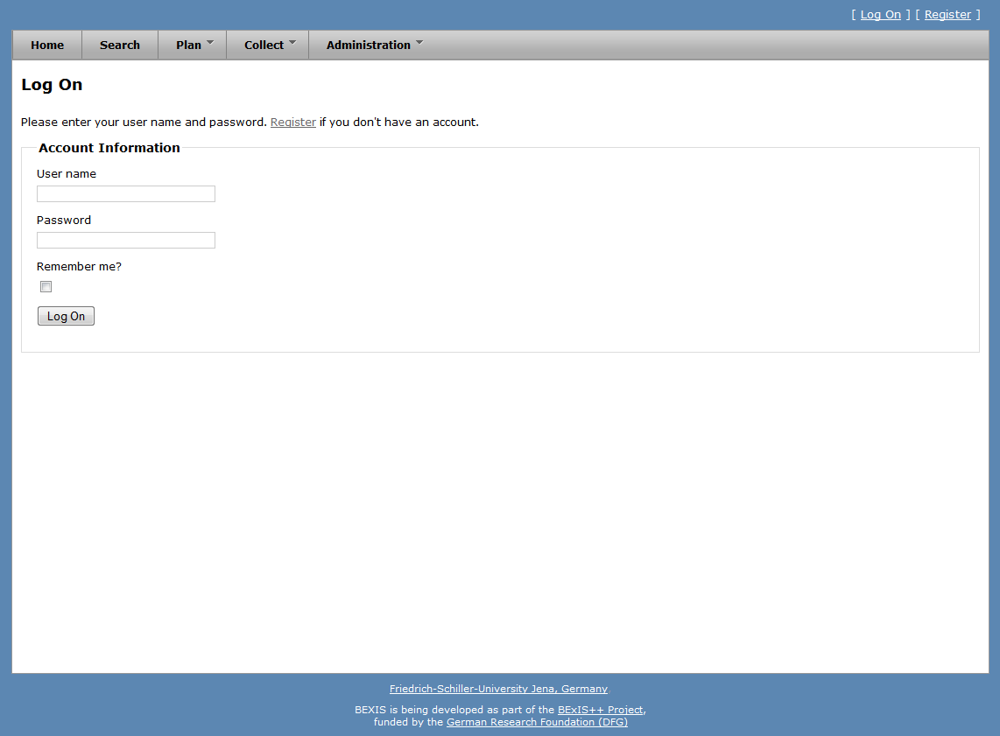 [ Log On ] [ Register ]
Home Search Plan Collect Administration
Log On
Please enter your user name and password. Register if you don't have an account.
Account Information
User name
Password
Remember me?
Log On
Friedrich-Schiller-University Jena, Germany
BEXIS is being developed as part of the BExIS++ Project,
funded by the German Research Foundation (DFG)